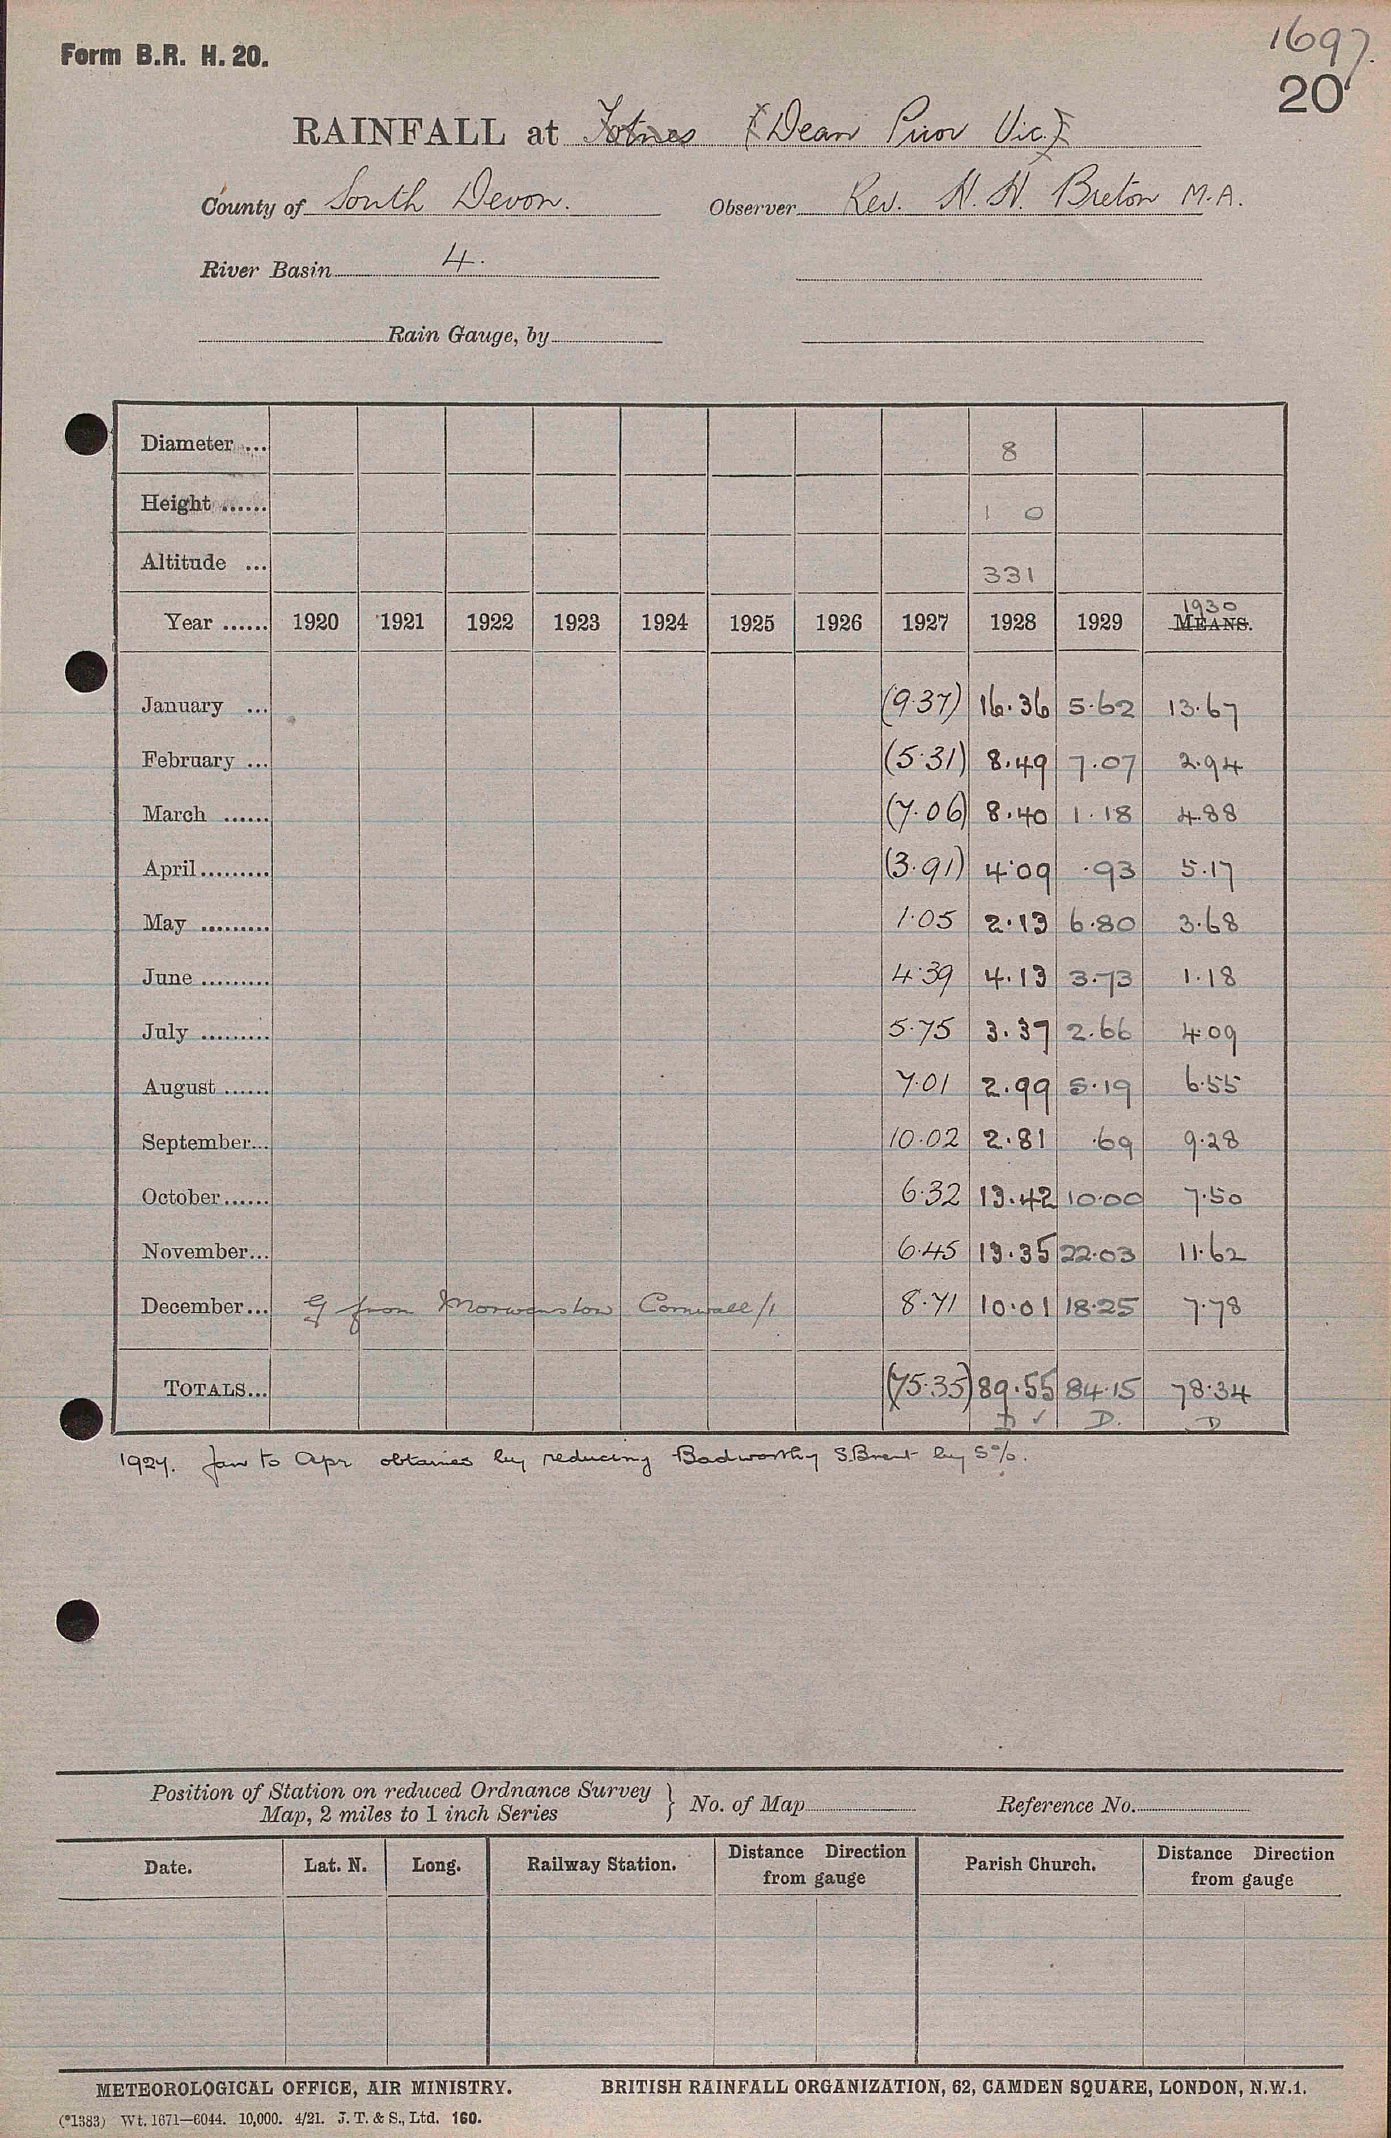 Form B.R. H. 20.
1697.
20
RAINFALL at Totnes (Dean Prior Vic.)
County of South Devon. Observer Rev. H. H. Breton M.A.
River Basin 4.
Rain Gauge, by
Diameter ... 8
Height ...... 1 0
Altitude ... 331
Year ...... 1920 1921 1922 1923 1924 1925 1926 1927 1928 1929 1930 MEANS.
January ... (9.37) 16.36 5.62 13.67
February ... (5.31) 8.49 7.07 2.94
March ...... (7.06) 8.40 1.18 4.88
April ......... (3.91) 4.09 .93 5.17
May ......... 1.05 2.13 6.80 3.68
June ......... 4.39 4.13 3.73 1.18
July ......... 5.75 3.37 2.66 4.09
August ...... 7.01 2.99 5.19 6.55
September... 10.02 2.81 .69 9.28
October...... 6.32 13.42 10.00 7.50
November... 6.45 13.35 22.03 11.62
December... G from Morwenstow Cornwall/1 8.71 10.01 18.25 7.78
TOTALS... (75.35) 89.55 84.15 78.34
D ✓ D. D
1927. Jan to Apr obtained by reducing Badworthy S. Brent by 5%.
Position of Station on reduced Ordnance Survey
Map, 2 miles to 1 inch Series } No. of Map Reference No.
Date. Lat. N. Long. Railway Station. Distance Direction from gauge Parish Church. Distance Direction from gauge
METEOROLOGICAL OFFICE, AIR MINISTRY. BRITISH RAINFALL ORGANIZATION, 62, CAMDEN SQUARE, LONDON, N.W.1.
(*1383) Wt. 1671—6044. 10,000. 4/21. J. T. & S., Ltd. 160.